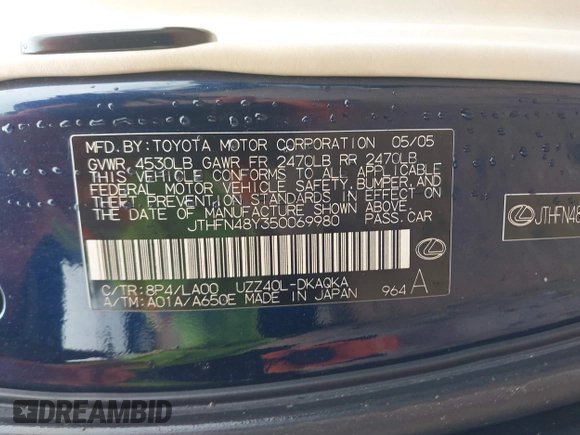 MFD.BY:TOYOTA MOTOR CORPORATION 05/05
GVWR 4530LB GAWR FR 2470LB RR 2470LB
THIS VEHICLE CONFORMS TO ALL APPLICABLE
FEDERAL MOTOR VEHICLE SAFETY, BUMPER, AND
THEFT PREVENTION STANDARDS IN EFFECT ON
THE DATE OF MANUFACTURE SHOWN ABOVE.
JTHFN48Y350069980 PASS.CAR
C/TR:8P4/LA00 UZZ40L-DKAQKA
A/TM:A01A/A650E MADE IN JAPAN 964 A
JTHFN48
DREAMBID